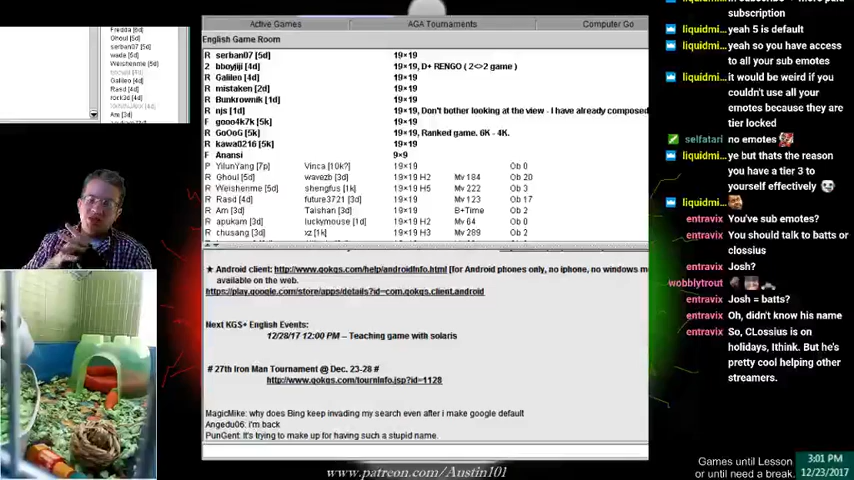 Fredda [6d]
Ghoul [5d]
serban07 [5d]
wade [6d]
Weishenme [5d]
Galileo [4d]
Rasd [4d]
rock3d [4d]
Am [3d]
Active Games
AGA Tournaments
Computer Go
English Game Room
R serban07 [5d] 19×19
2 bboyjiji [4d] 19×19, D+ RENGO ( 2<>2 game )
R Galileo [4d] 19×19
R mistaken [2d] 19×19
R Bunkrownik [1d] 19×19
R njs [1d] 19×19, Don't bother looking at the view - I have already composed
F gooo4k7k [5k] 19×19
R GoOoG [5k] 19×19, Ranked game. 6K - 4K.
R kawa0216 [5k] 19×19
F Anansi 9×9
P YilunYang [7p] Vinca [10k?] 19×19 Ob 0
R Ghoul [5d] wavezb [3d] 19×19 H2 Mv 184 Ob 20
R Weishenme [5d] shengfus [1k] 19×19 H5 Mv 222 Ob 3
R Rasd [4d] future3721 [3d] 19×19 Mv 123 Ob 17
R Am [3d] Taishan [3d] 19×19 B+Time Ob 2
R apukam [3d] luckymouse [1d] 19×19 H2 Mv 64 Ob 0
R chusang [3d] xz [1k] 19×19 H3 Mv 289 Ob 2
★ Android client: http://www.gokgs.com/help/androidInfo.html [for Android phones only, no iphone, no windows m
available on the web.
https://play.google.com/store/apps/details?id=com.gokgs.client.android
Next KGS+ English Events:
12/28/17 12:00 PM -- Teaching game with solaris
# 27th Iron Man Tournament @ Dec. 23-28 #
http://www.gokgs.com/tournInfo.jsp?id=1128
MagicMike: why does Bing keep invading my search even after i make google default
Angedu06: i'm back
PunGent: It's trying to make up for having such a stupid name.
www.patreon.com/Austin101
subscription
liquidmi... yeah 5 is default
liquidmi... yeah so you have access
to all your sub emotes
liquidmi... it would be weird if you
couldn't use all your
emotes because they are
tier locked
selfatari no emotes
liquidmi... ye but thats the reason
you have a tier 3 to
yourself effectively
liquidmi...
entravix You've sub emotes?
entravix You should talk to batts or
clossius
entravix Josh?
wobblytrout
entravix Josh = batts?
entravix Oh, didn't know his name
entravix So, CLossius is on
holidays, Ithink. But he's
pretty cool helping other
streamers.
Games until Lesson
or until need a break.
3:01 PM
12/23/2017